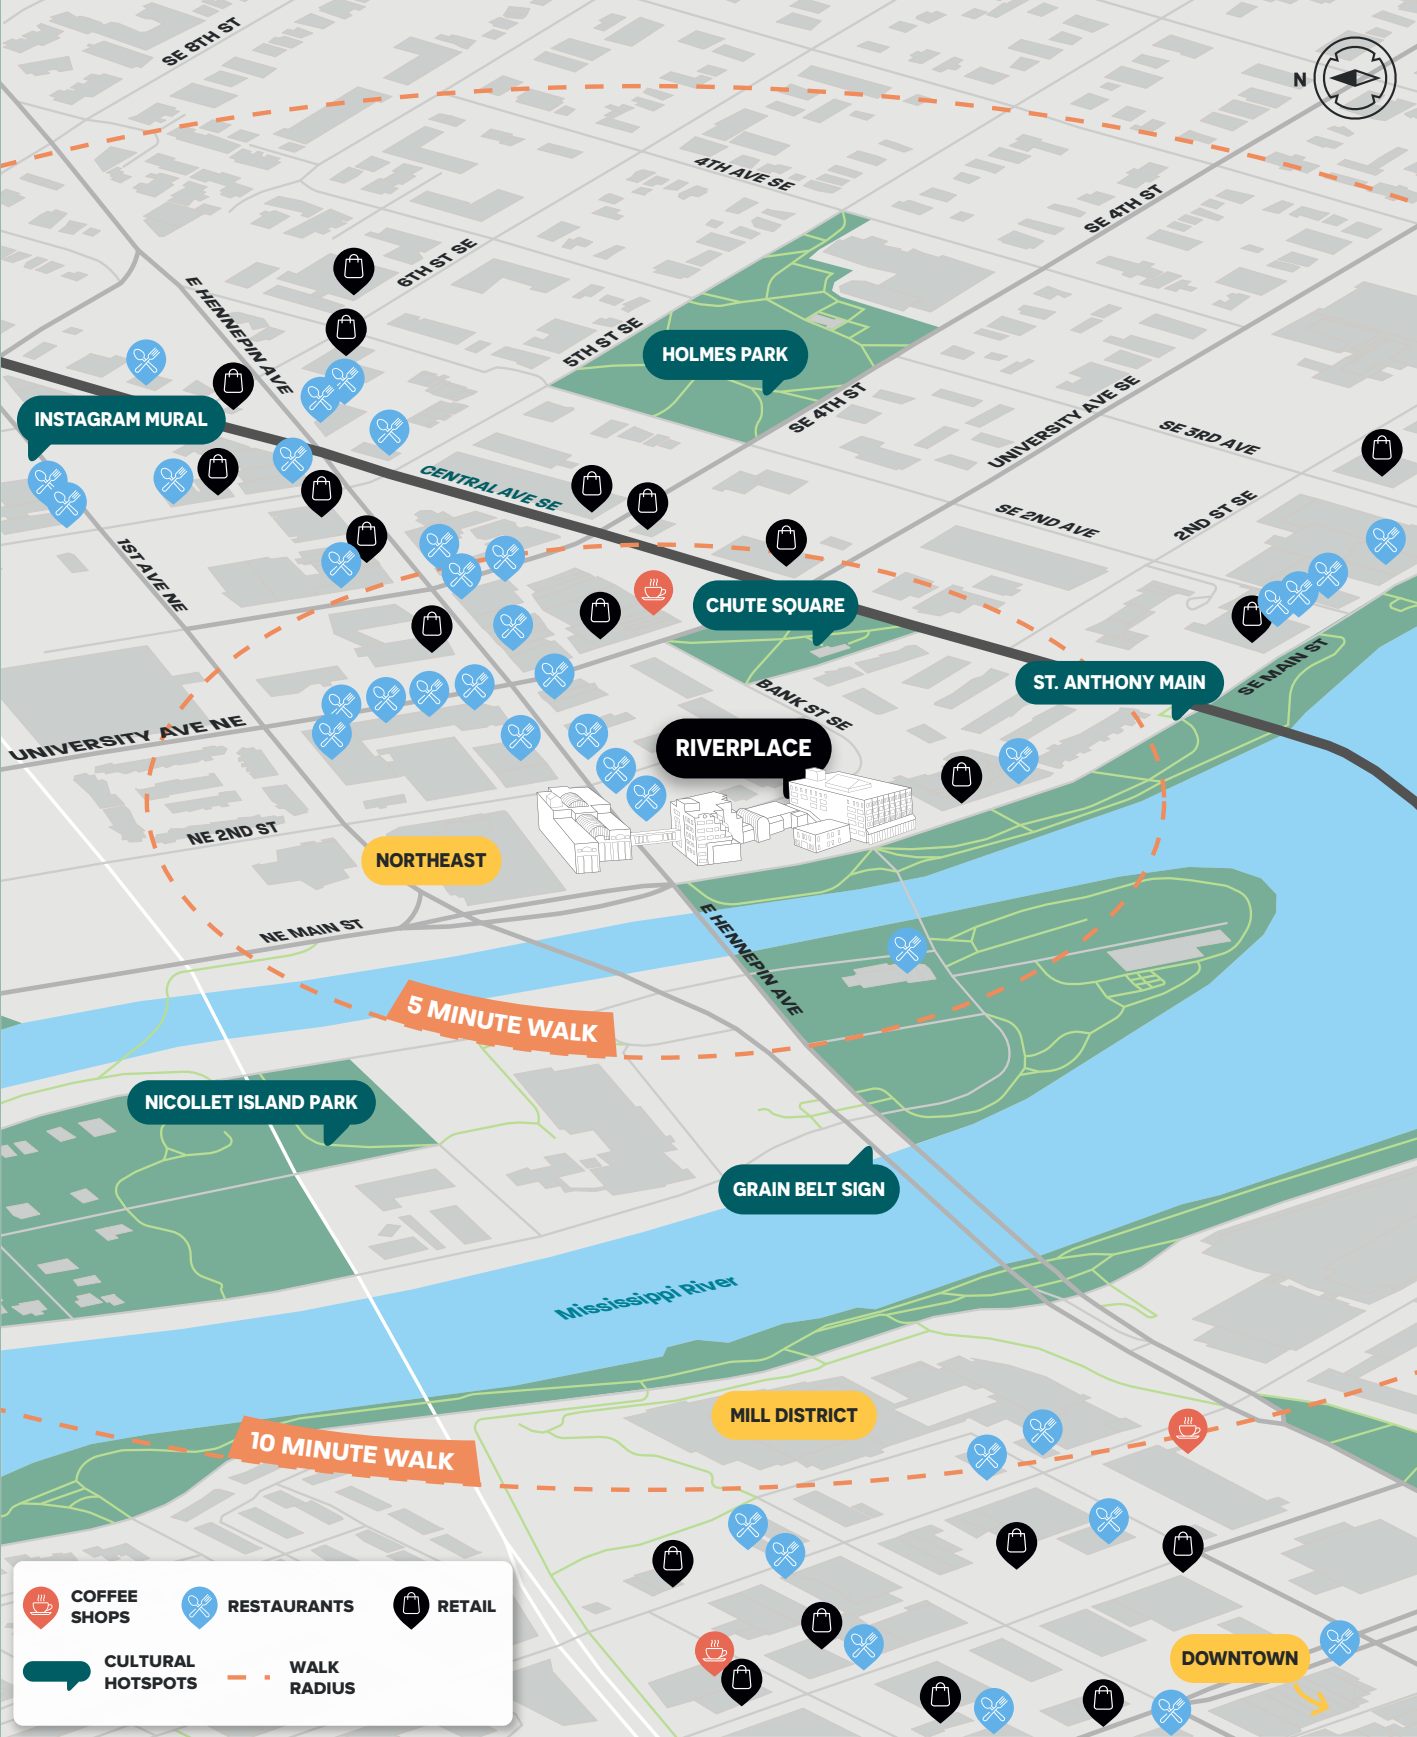 SE 8TH ST
N
4TH AVE SE
SE 4TH ST
6TH ST SE
E HENNEPIN AVE
5TH ST SE
HOLMES PARK
SE 4TH ST
INSTAGRAM MURAL
UNIVERSITY AVE SE
SE 3RD AVE
CENTRAL AVE SE
SE 2ND AVE
2ND ST SE
1ST AVE NE
CHUTE SQUARE
SE MAIN ST
ST. ANTHONY MAIN
BANK ST SE
UNIVERSITY AVE NE
RIVERPLACE
NE 2ND ST
NORTHEAST
NE MAIN ST
E HENNEPIN AVE
5 MINUTE WALK
NICOLLET ISLAND PARK
GRAIN BELT SIGN
Mississippi River
MILL DISTRICT
10 MINUTE WALK
DOWNTOWN
COFFEE
SHOPS
RESTAURANTS
RETAIL
CULTURAL
HOTSPOTS
WALK
RADIUS